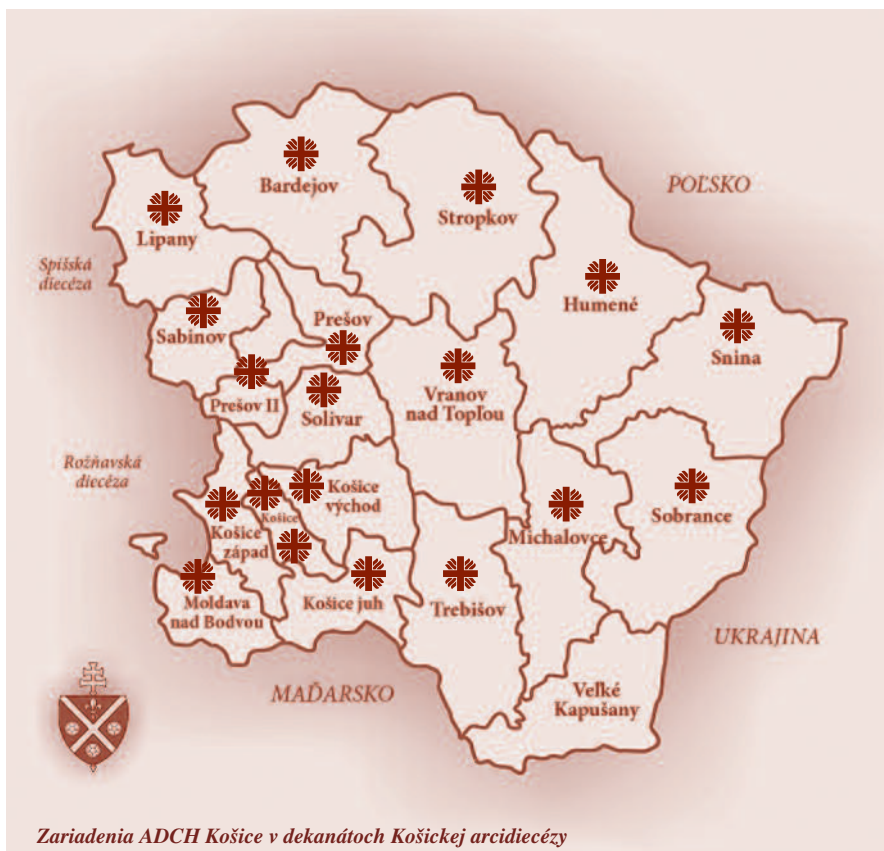 POĽSKO
Bardejov
Stropkov
Lipany
Spišská
diecéza
Humenné
Prešov
Sabinov
Snina
Vranov
nad Topľou
Prešov II
Solivar
Rožňavská
diecéza
Košice
východ
Košice
Košice
západ
Michalovce
Sobrance
Moldava
nad Bodvou
Košice juh
Trebišov
UKRAJINA
MAĎARSKO
Veľké
Kapušany
Zariadenia ADCH Košice v dekanátoch Košickej arcidiecézy